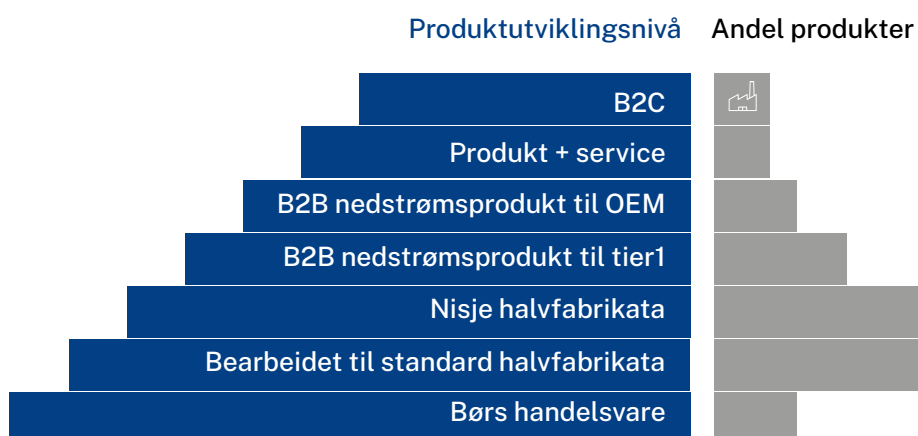 Produktutviklingsnivå Andel produkter
B2C
Produkt + service
B2B nedstrømsprodukt til OEM
B2B nedstrømsprodukt til tier1
Nisje halvfabrikata
Bearbeidet til standard halvfabrikata
Børs handelsvare